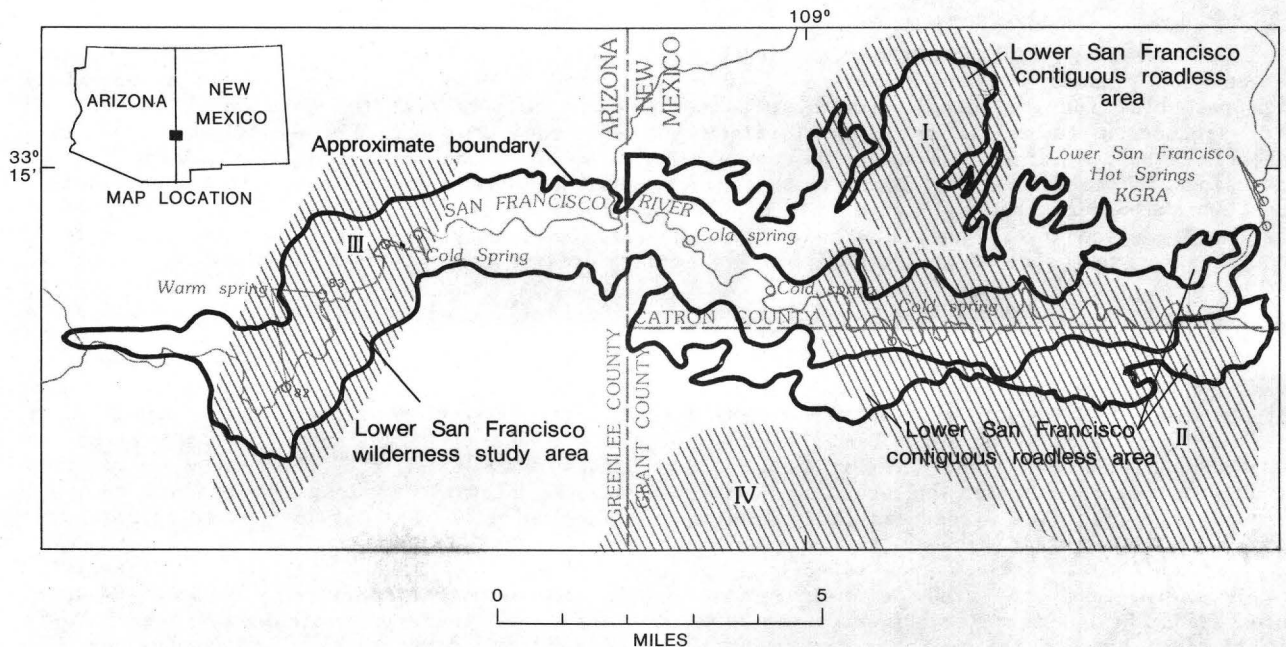 109°
ARIZONA
NEW
MEXICO
MAP LOCATION
33°
15'
ARIZONA
NEW
MEXICO
Lower San Francisco
contiguous roadless
area
I
Lower San Francisco
Hot Springs
KGRA
Approximate boundary
SAN FRANCISCO RIVER
III
Cold Spring
Cold spring
Warm spring
83
Cold spring
Cold spring
CATRON COUNTY
82
GREENLEE COUNTY
GRANT COUNTY
Lower San Francisco
wilderness study area
Lower San Francisco
contiguous roadless area
II
IV
0
5
MILES